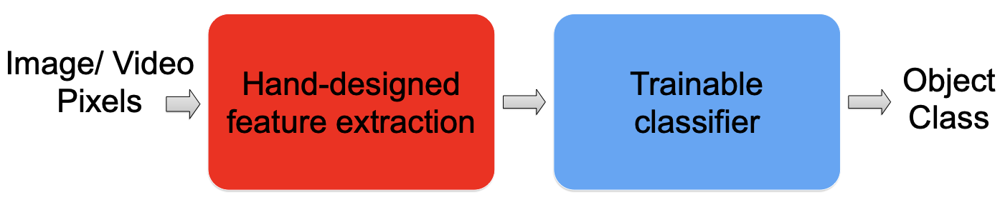 Image/ Video
Pixels
Hand-designed
feature extraction
Trainable
classifier
Object
Class